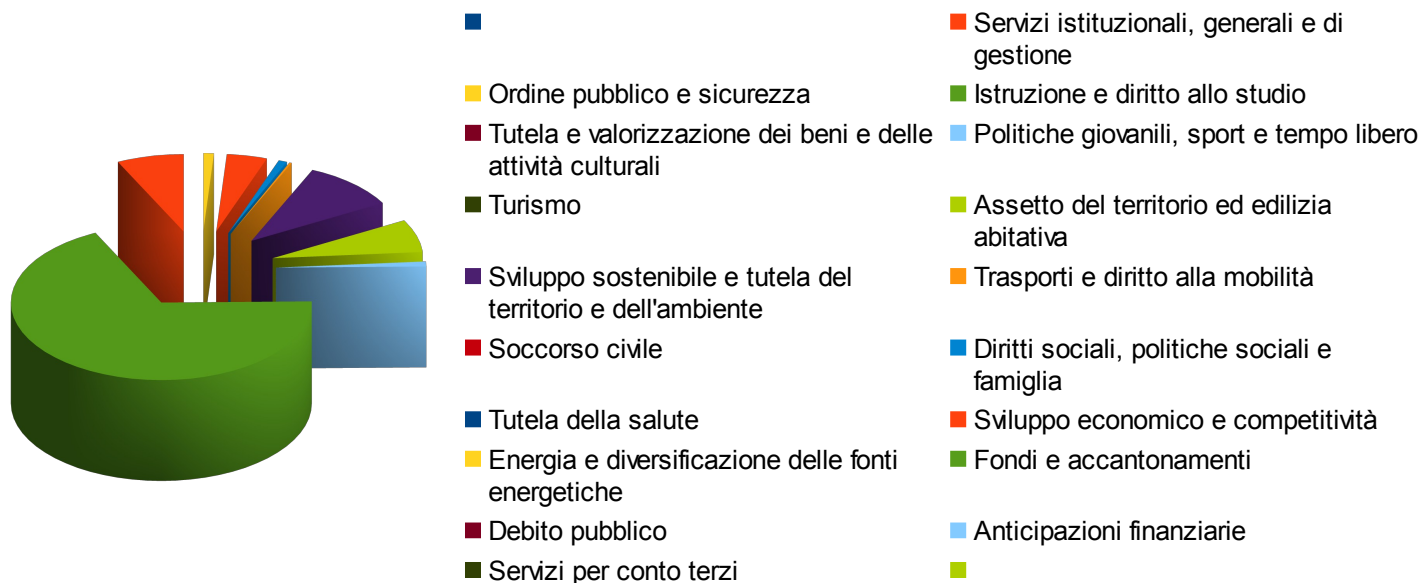 Servizi istituzionali, generali e di
gestione
Ordine pubblico e sicurezza
Istruzione e diritto allo studio
Tutela e valorizzazione dei beni e delle
attività culturali
Politiche giovanili, sport e tempo libero
Turismo
Assetto del territorio ed edilizia
abitativa
Sviluppo sostenibile e tutela del
territorio e dell'ambiente
Trasporti e diritto alla mobilità
Soccorso civile
Diritti sociali, politiche sociali e
famiglia
Tutela della salute
Sviluppo economico e competitività
Energia e diversificazione delle fonti
energetiche
Fondi e accantonamenti
Debito pubblico
Anticipazioni finanziarie
Servizi per conto terzi